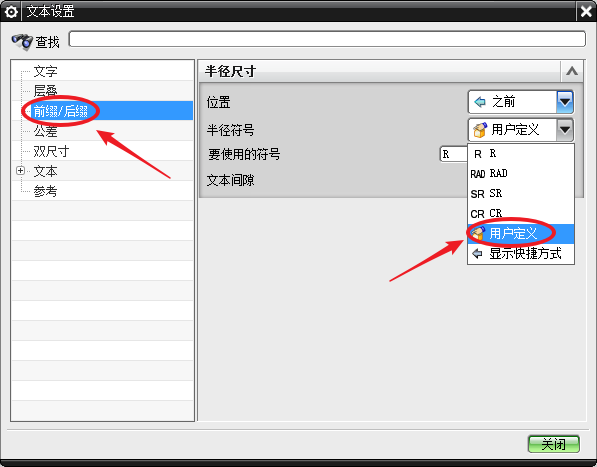 文本设置
查找
文字
层叠
前缀/后缀
公差
双尺寸
文本
参考
半径尺寸
位置
之前
半径符号
用户定义
要使用的符号
R
文本间隙
R R
RAD RAD
SR SR
CR CR
用户定义
显示快捷方式
关闭